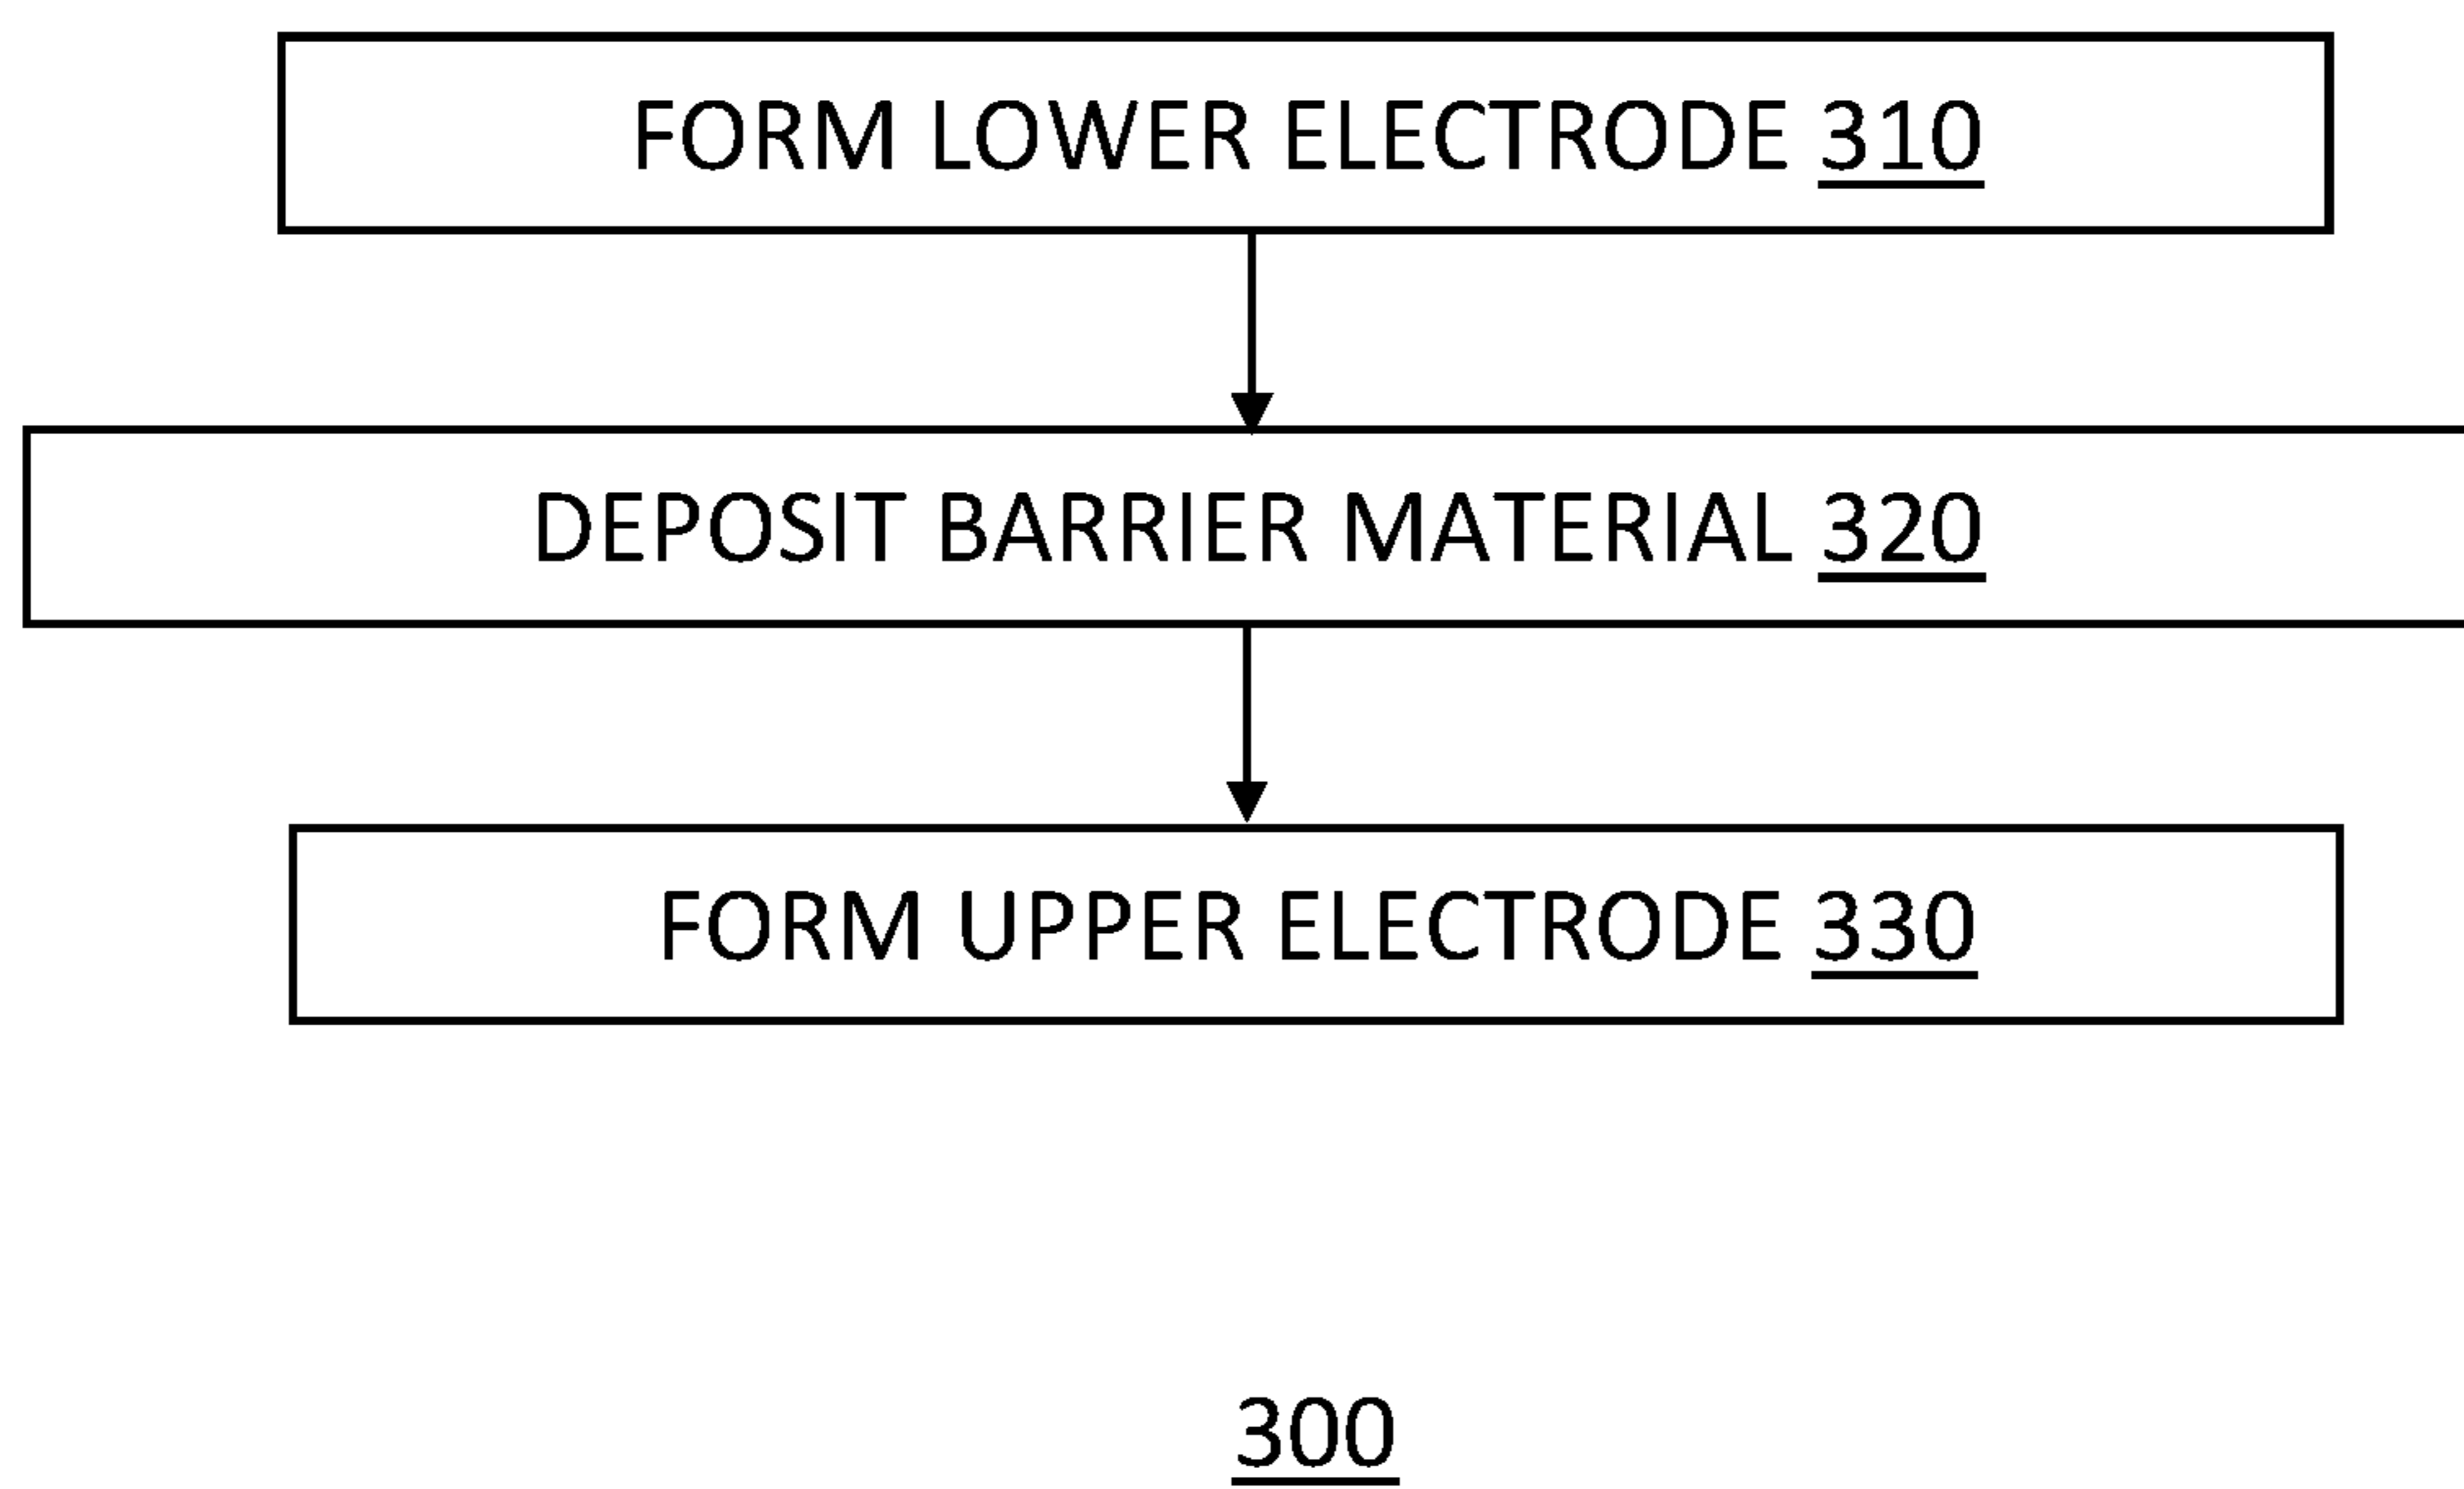 FORM LOWER ELECTRODE 310
DEPOSIT BARRIER MATERIAL 320
FORM UPPER ELECTRODE 330
300